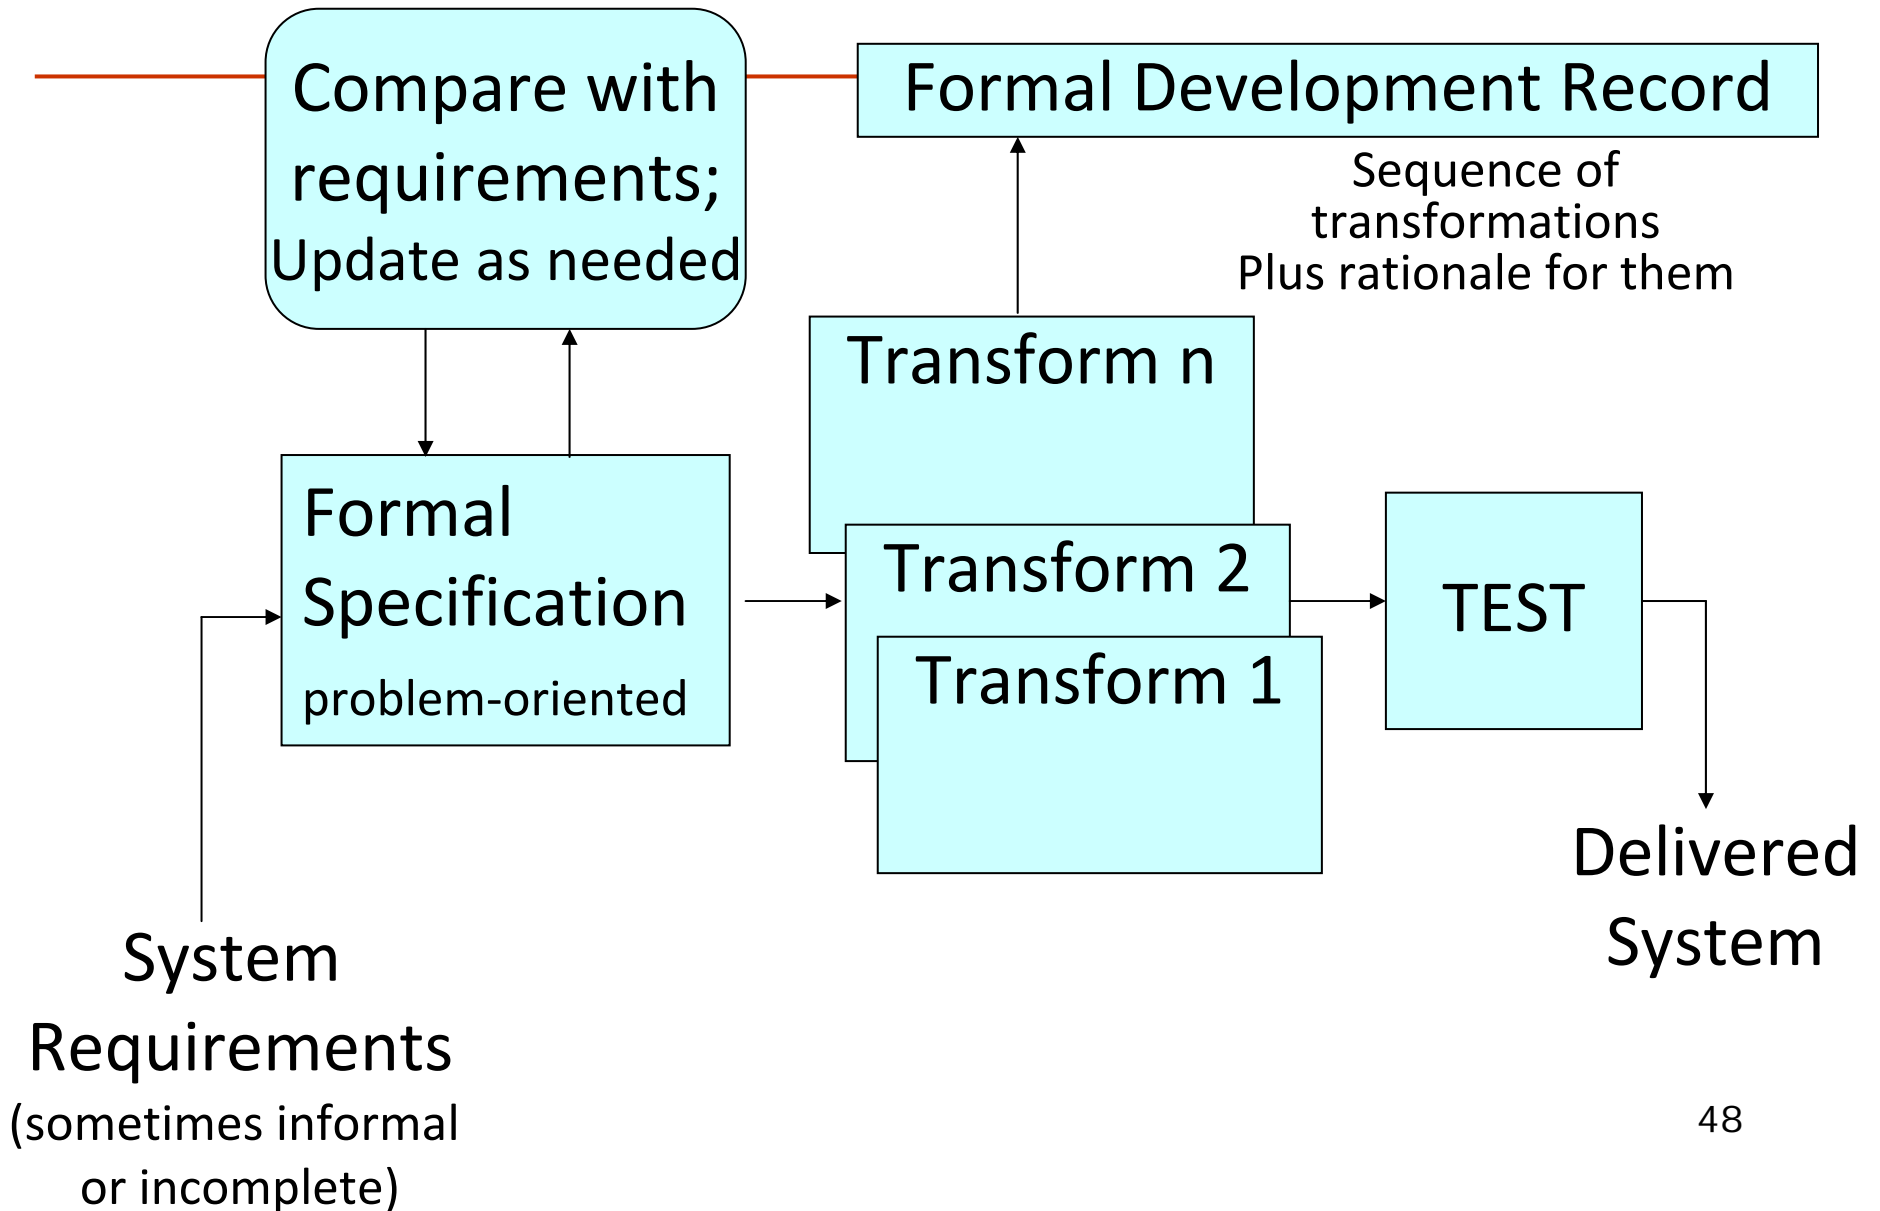 Compare with
requirements;
Update as needed
Formal Development Record
Sequence of
transformations
Plus rationale for them
Transform n
Formal
Specification
problem-oriented
Transform 2
Transform 1
TEST
Delivered
System
System
Requirements
(sometimes informal
or incomplete)
48